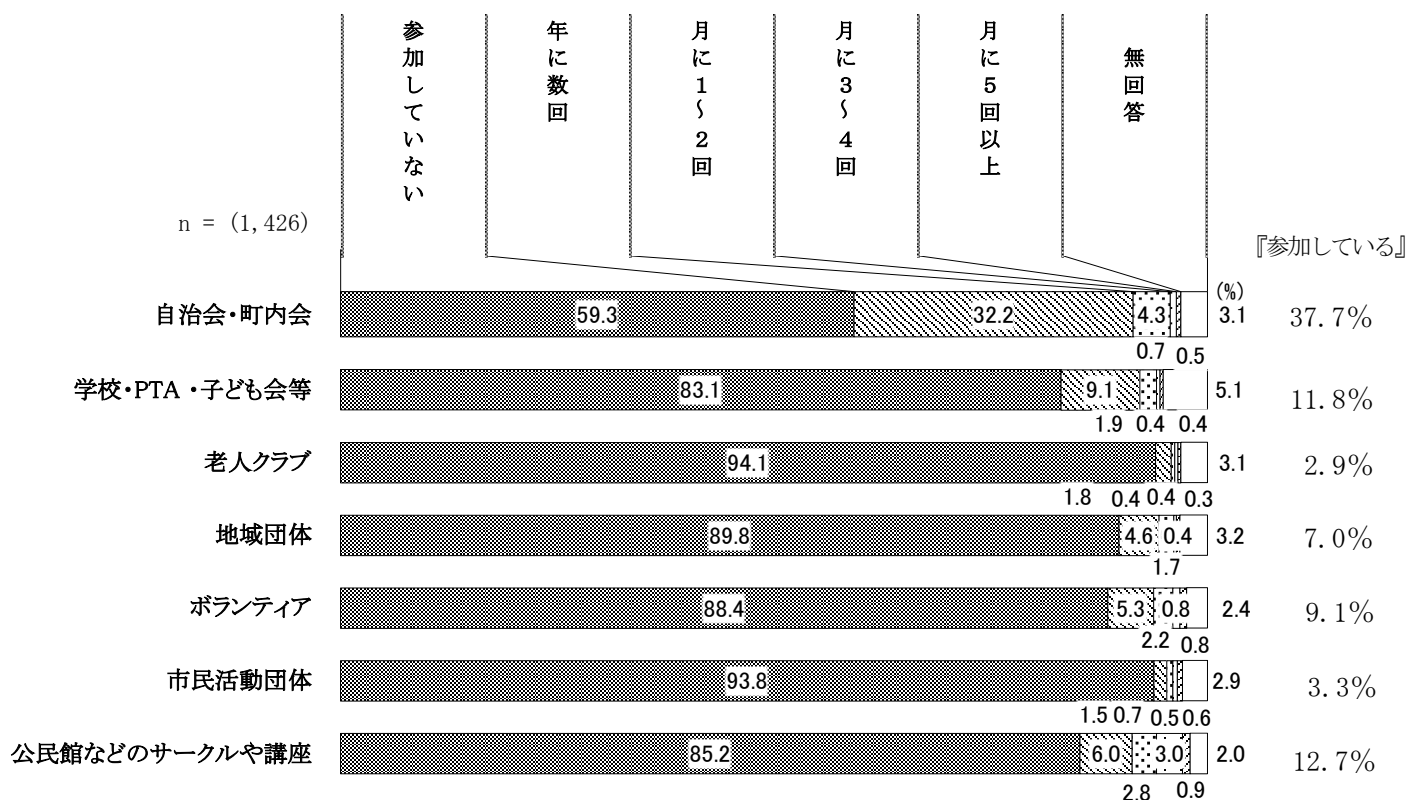 参加していない
年に数回
月に１～２回
月に３～４回
月に５回以上
無回答
n = (1,426)
『参加している』
(%)
自治会・町内会 59.3 32.2 4.3 3.1 37.7%
0.7 0.5
学校・PTA・子ども会等 83.1 9.1 5.1 11.8%
1.9 0.4 0.4
老人クラブ 94.1 3.1 2.9%
1.8 0.4 0.4 0.3
地域団体 89.8 4.6 0.4 3.2 7.0%
1.7
ボランティア 88.4 5.3 0.8 2.4 9.1%
2.2 0.8
市民活動団体 93.8 2.9 3.3%
1.5 0.7 0.5 0.6
公民館などのサークルや講座 85.2 6.0 3.0 2.0 12.7%
2.8 0.9